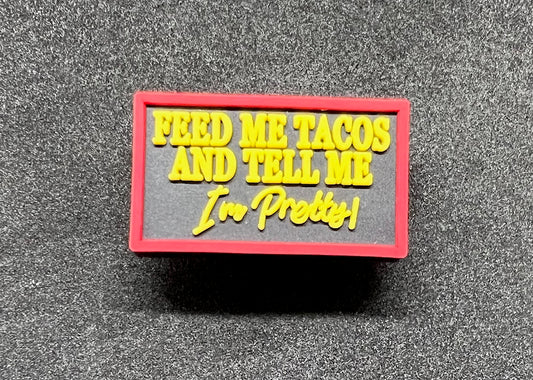 FEED ME TACOS
AND TELL ME
I'm Pretty!